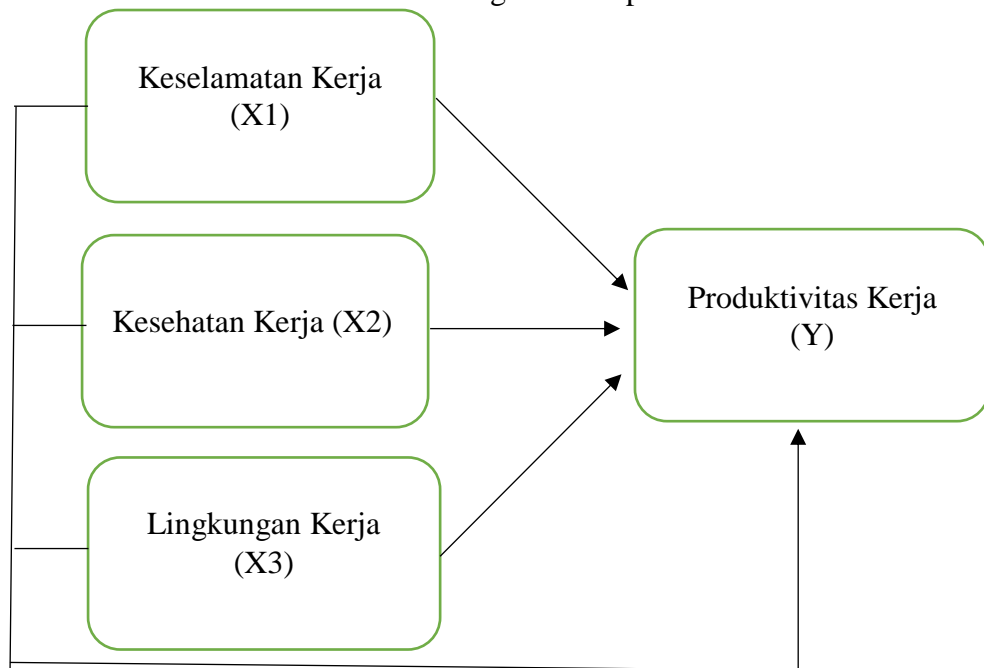 Keselamatan Kerja
(X1)
Kesehatan Kerja (X2)
Produktivitas Kerja
(Y)
Lingkungan Kerja
(X3)